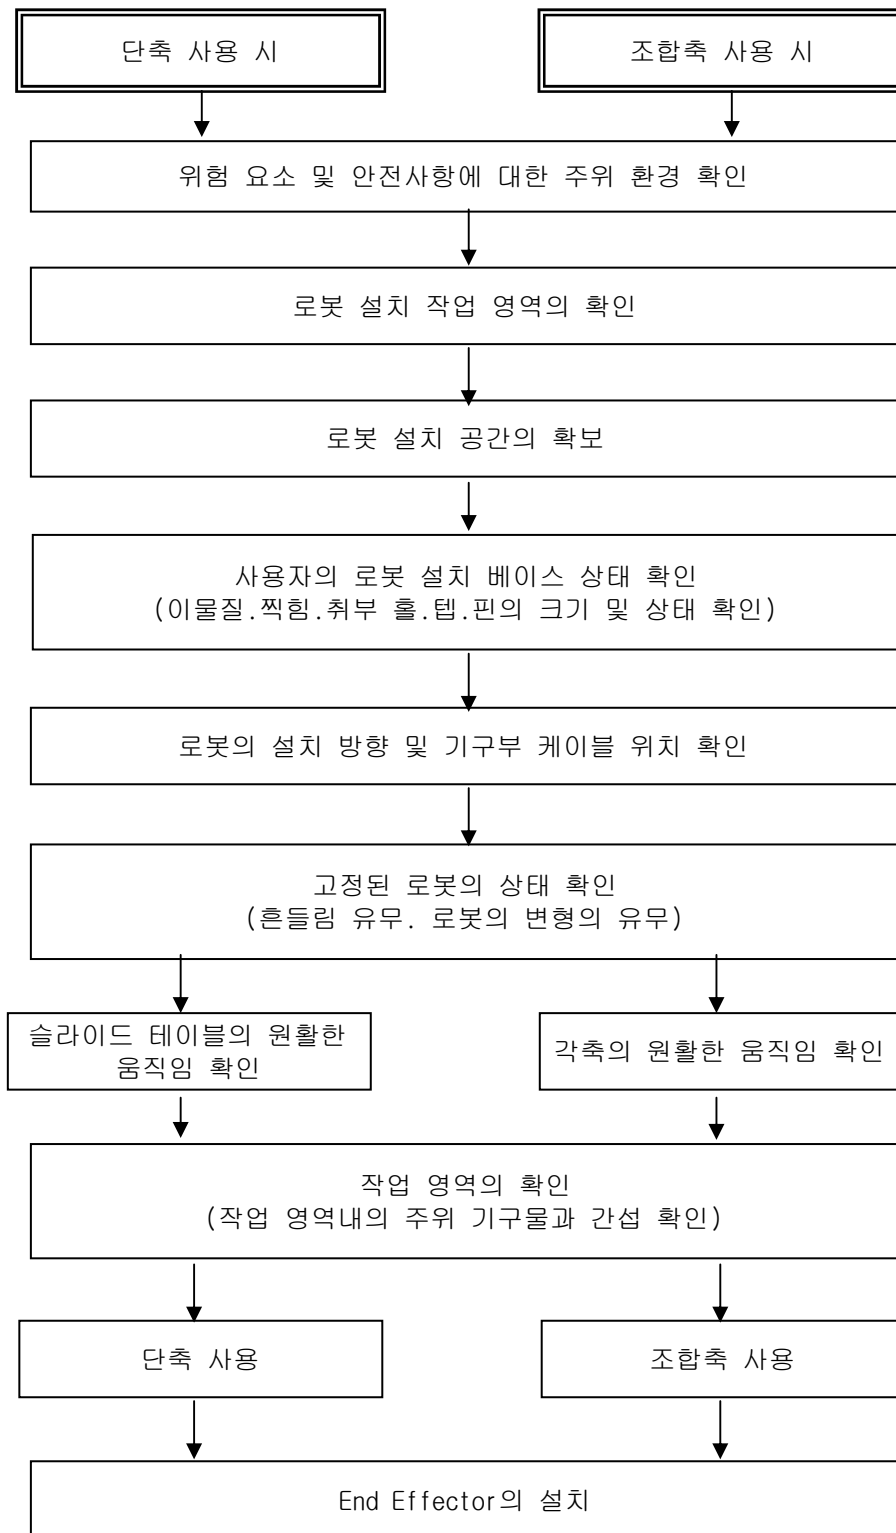 단축 사용 시
조합축 사용 시
위험 요소 및 안전사항에 대한 주위 환경 확인
로봇 설치 작업 영역의 확인
로봇 설치 공간의 확보
사용자의 로봇 설치 베이스 상태 확인
(이물질.찍힘.취부 홀.텝.핀의 크기 및 상태 확인)
로봇의 설치 방향 및 기구부 케이블 위치 확인
고정된 로봇의 상태 확인
(흔들림 유무. 로봇의 변형의 유무)
슬라이드 테이블의 원활한
움직임 확인
각축의 원활한 움직임 확인
작업 영역의 확인
(작업 영역내의 주위 기구물과 간섭 확인)
단축 사용
조합축 사용
End Effector의 설치